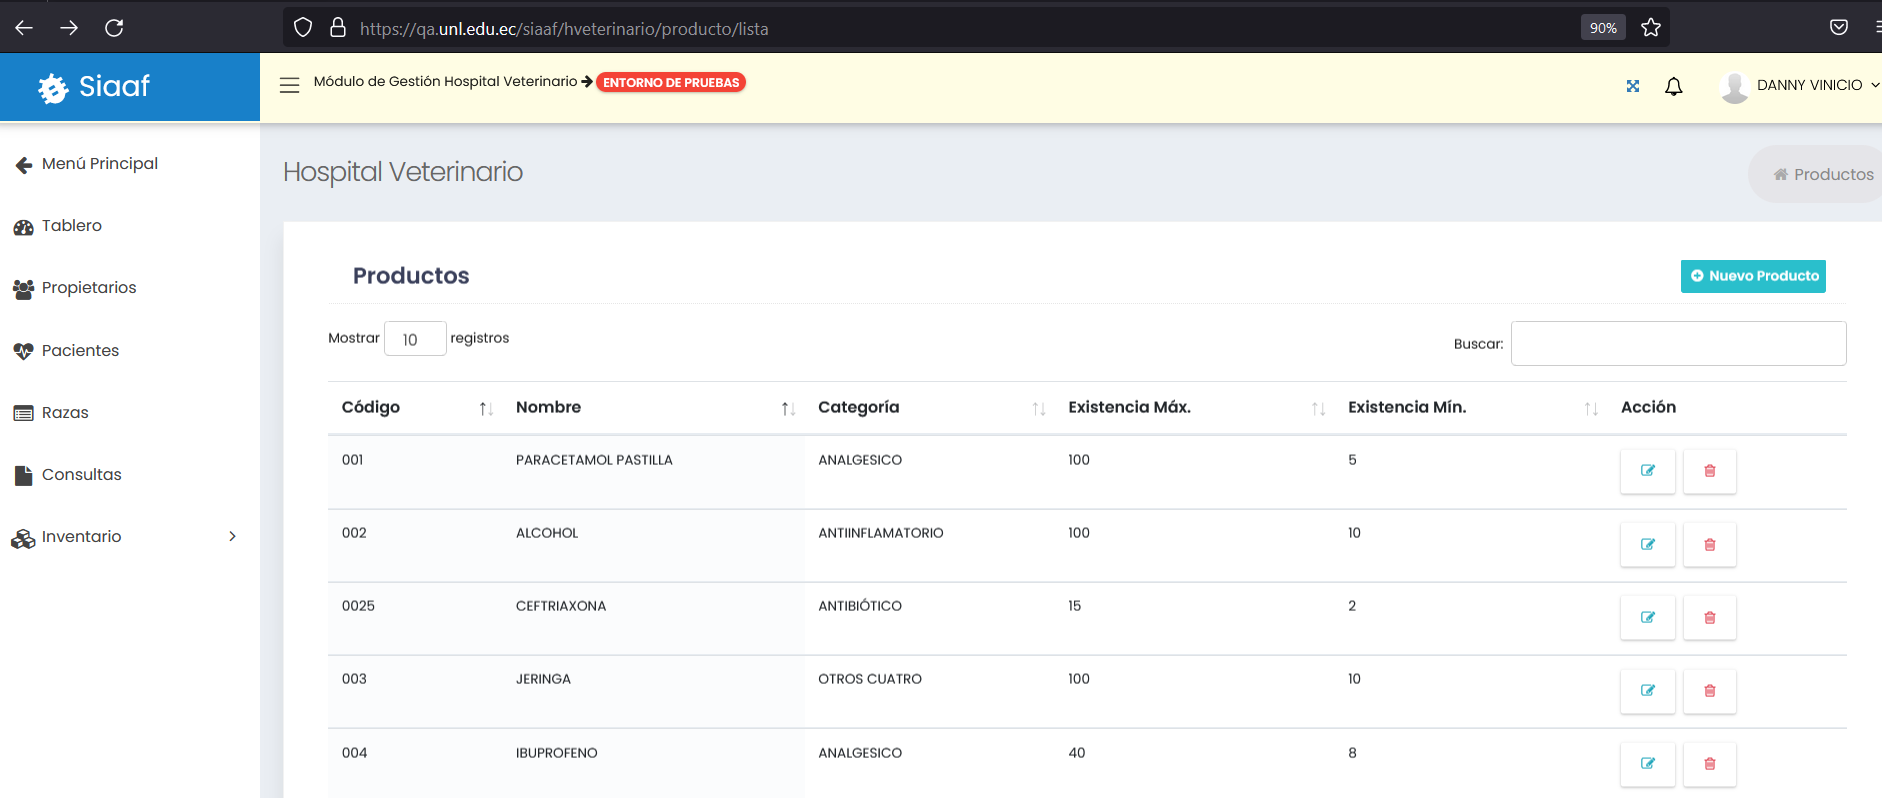 https://qa.unl.edu.ec/siaaf/hveterinario/producto/lista
90%
Siaaf
Módulo de Gestión Hospital Veterinario
ENTORNO DE PRUEBAS
DANNY VINICIO
Menú Principal
Tablero
Propietarios
Pacientes
Razas
Consultas
Inventario
Hospital Veterinario
Productos
Productos
Nuevo Producto
Mostrar 10 registros
Buscar:
Código Nombre Categoría Existencia Máx. Existencia Mín. Acción
001 PARACETAMOL PASTILLA ANALGESICO 100 5
002 ALCOHOL ANTIINFLAMATORIO 100 10
0025 CEFTRIAXONA ANTIBIÓTICO 15 2
003 JERINGA OTROS CUATRO 100 10
004 IBUPROFENO ANALGESICO 40 8